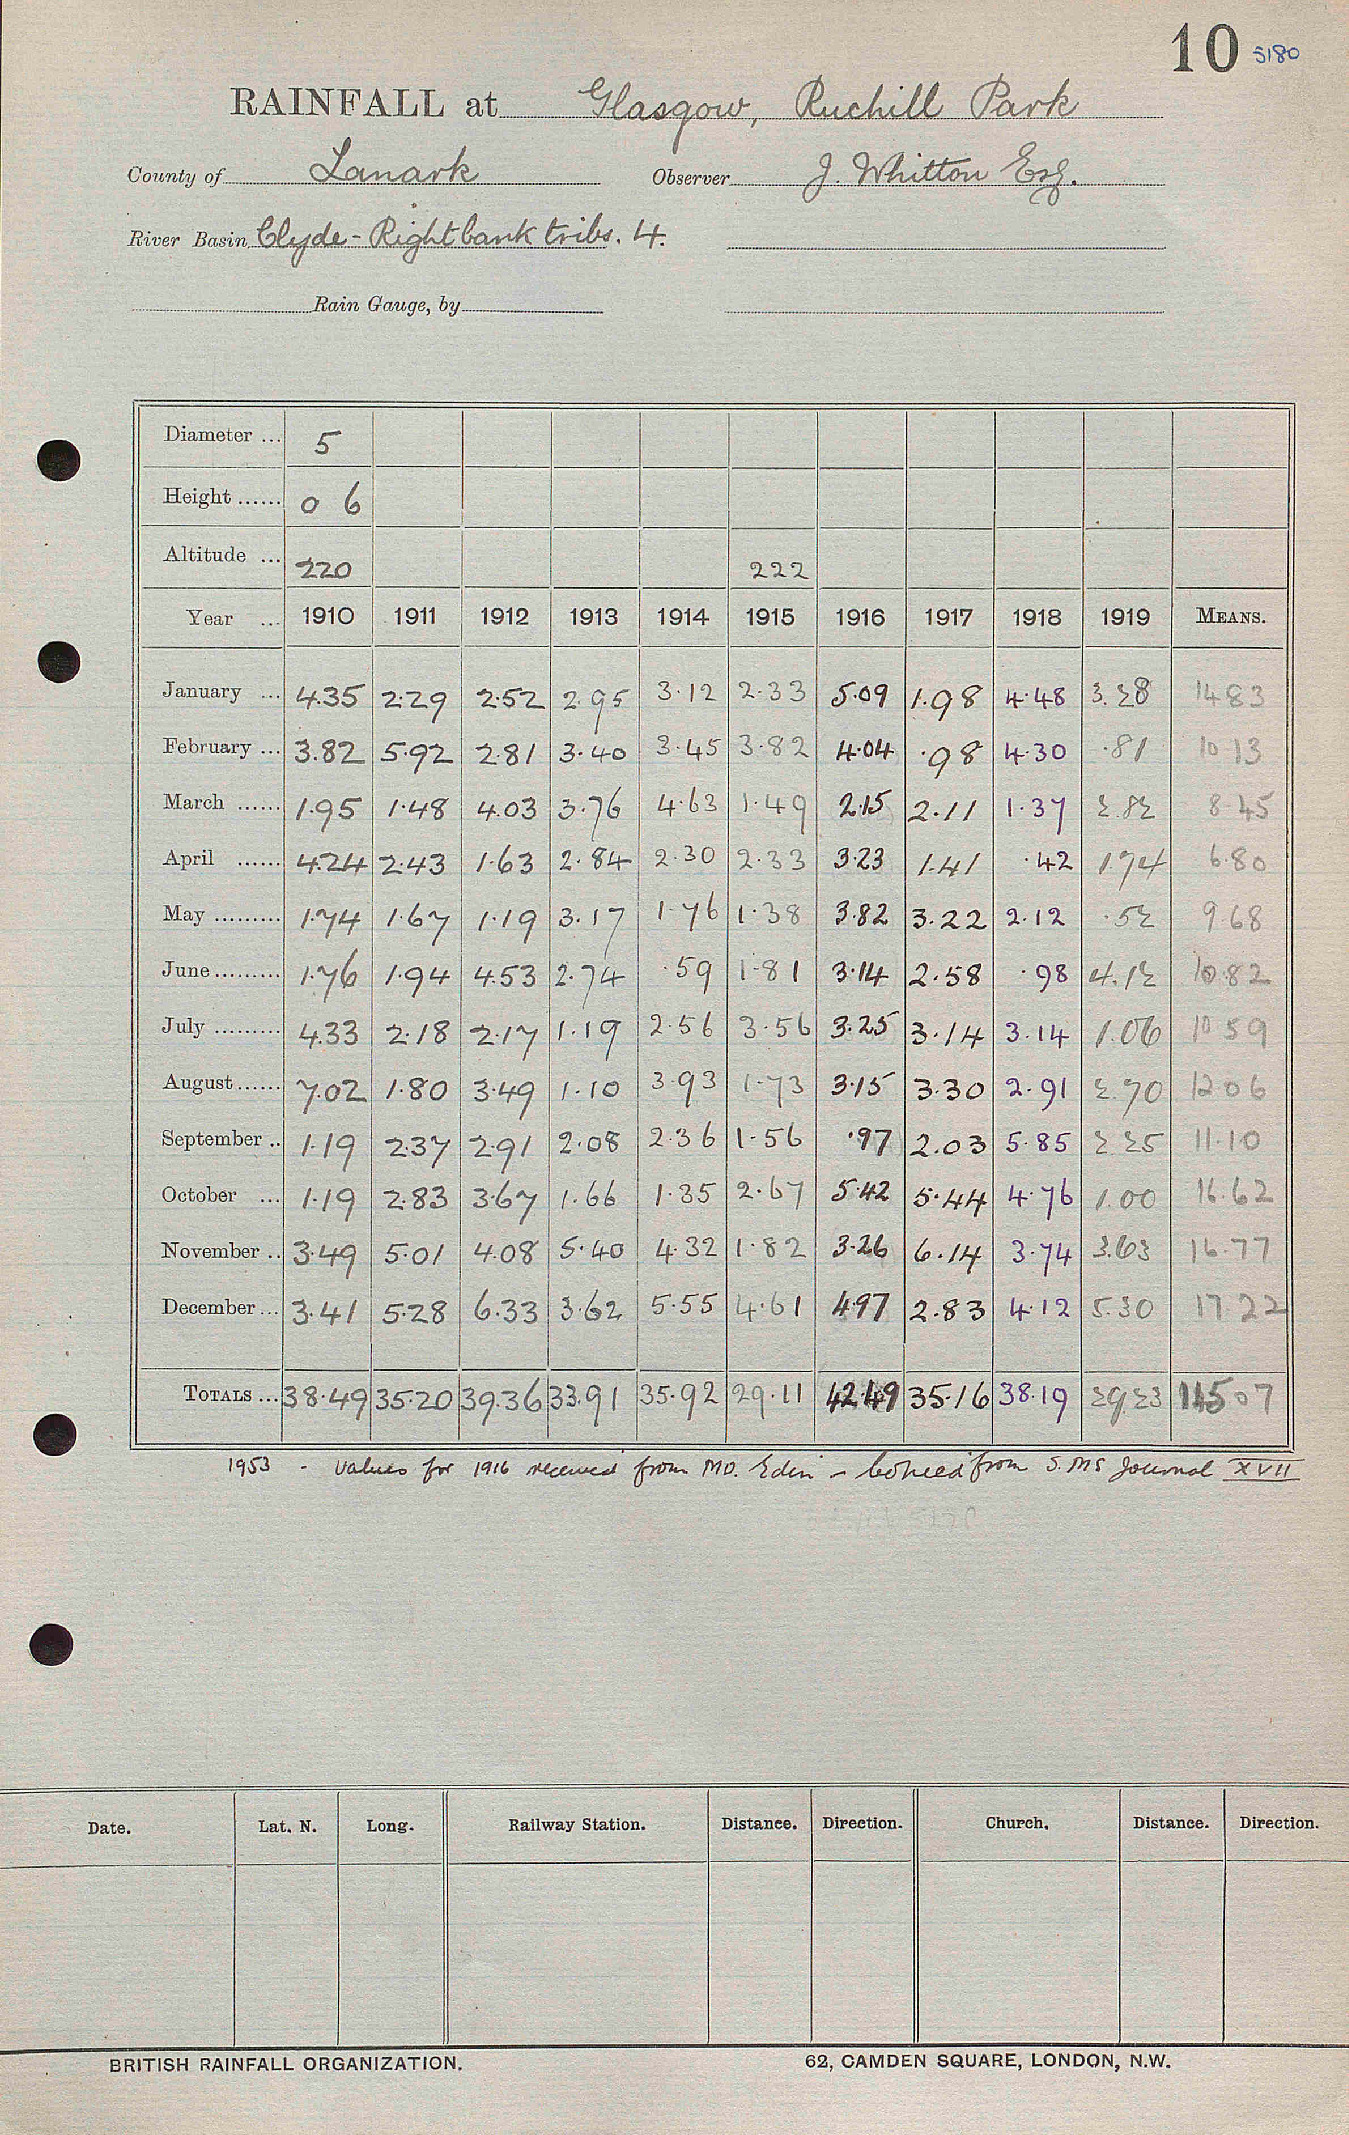 10 5180
RAINFALL at Glasgow, Ruchill Park
County of Lanark Observer J. Whitton Esq.
River Basin Clyde - Right bank tribs. 4.
Rain Gauge, by
Diameter ... 5
Height ...... 0 6
Altitude ... 220 222
Year ... 1910 1911 1912 1913 1914 1915 1916 1917 1918 1919 MEANS.
January ... 4.35 2.29 2.52 2.95 3.12 2.33 5.09 1.98 4.48 3.28 14.83
February ... 3.82 5.92 2.81 3.40 3.45 3.82 4.04 .98 4.30 .81 10.13
March ...... 1.95 1.48 4.03 3.76 4.63 1.49 2.15 2.11 1.37 2.82 8.45
April ...... 4.24 2.43 1.63 2.84 2.30 2.33 3.23 1.41 .42 1.74 6.80
May ......... 1.74 1.67 1.19 3.17 1.76 1.38 3.82 3.22 2.12 .52 9.68
June ......... 1.76 1.94 4.53 2.74 .59 1.81 3.14 2.58 .98 4.12 10.82
July ......... 4.33 2.18 2.17 1.19 2.56 3.56 3.25 3.14 3.14 1.06 10.59
August ...... 7.02 1.80 3.49 1.10 3.93 1.73 3.15 3.30 2.91 2.70 12.06
September .. 1.19 2.37 2.91 2.08 2.36 1.56 .97 2.03 5.85 2.25 11.10
October ... 1.19 2.83 3.67 1.66 1.35 2.67 5.42 5.44 4.76 1.00 16.62
November .. 3.49 5.01 4.08 5.40 4.32 1.82 3.26 6.14 3.74 3.63 16.77
December ... 3.41 5.28 6.33 3.62 5.55 4.61 4.97 2.83 4.12 5.30 17.22
TOTALS ... 38.49 35.20 39.36 33.91 35.92 29.11 42.49 35.16 38.19 29.23 145.07
1953 - values for 1916 received from MO. Edin - from S.MS Journal XVII
Date. Lat. N. Long. Railway Station. Distance. Direction. Church. Distance. Direction.
BRITISH RAINFALL ORGANIZATION. 62, CAMDEN SQUARE, LONDON, N.W.